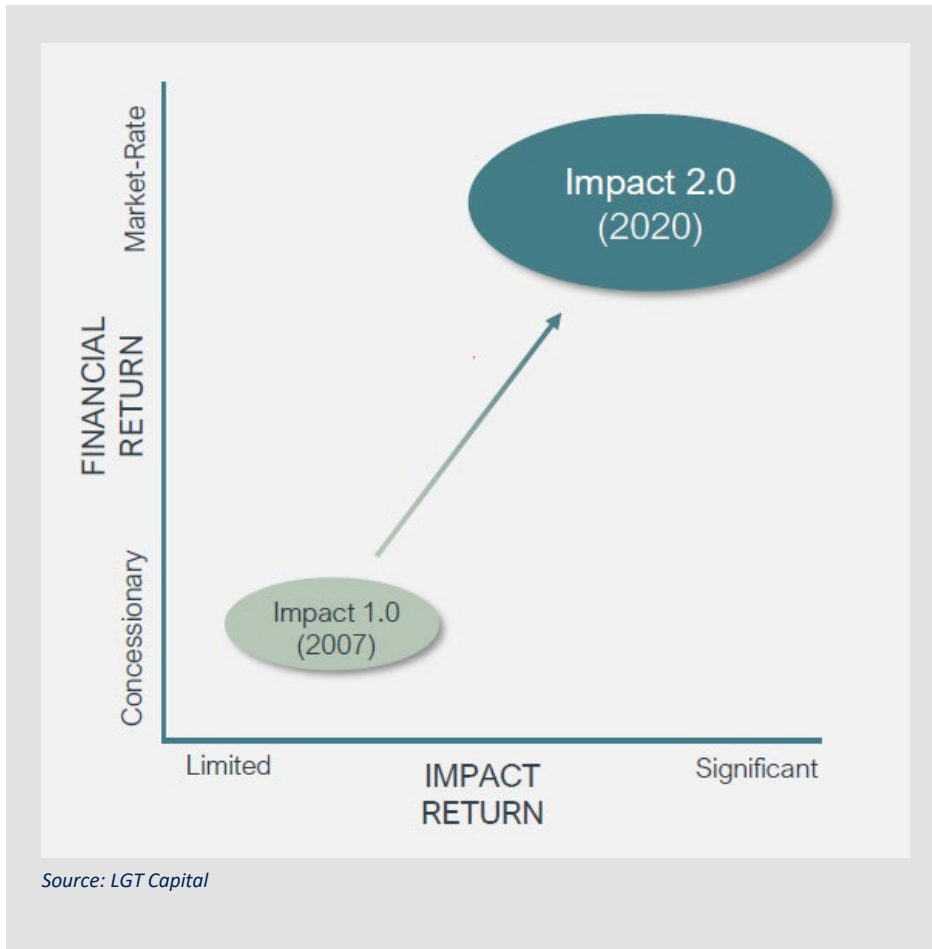 Market-Rate
FINANCIAL
RETURN
Concessionary
Impact 2.0
(2020)
Impact 1.0
(2007)
Limited
IMPACT
RETURN
Significant
Source: LGT Capital